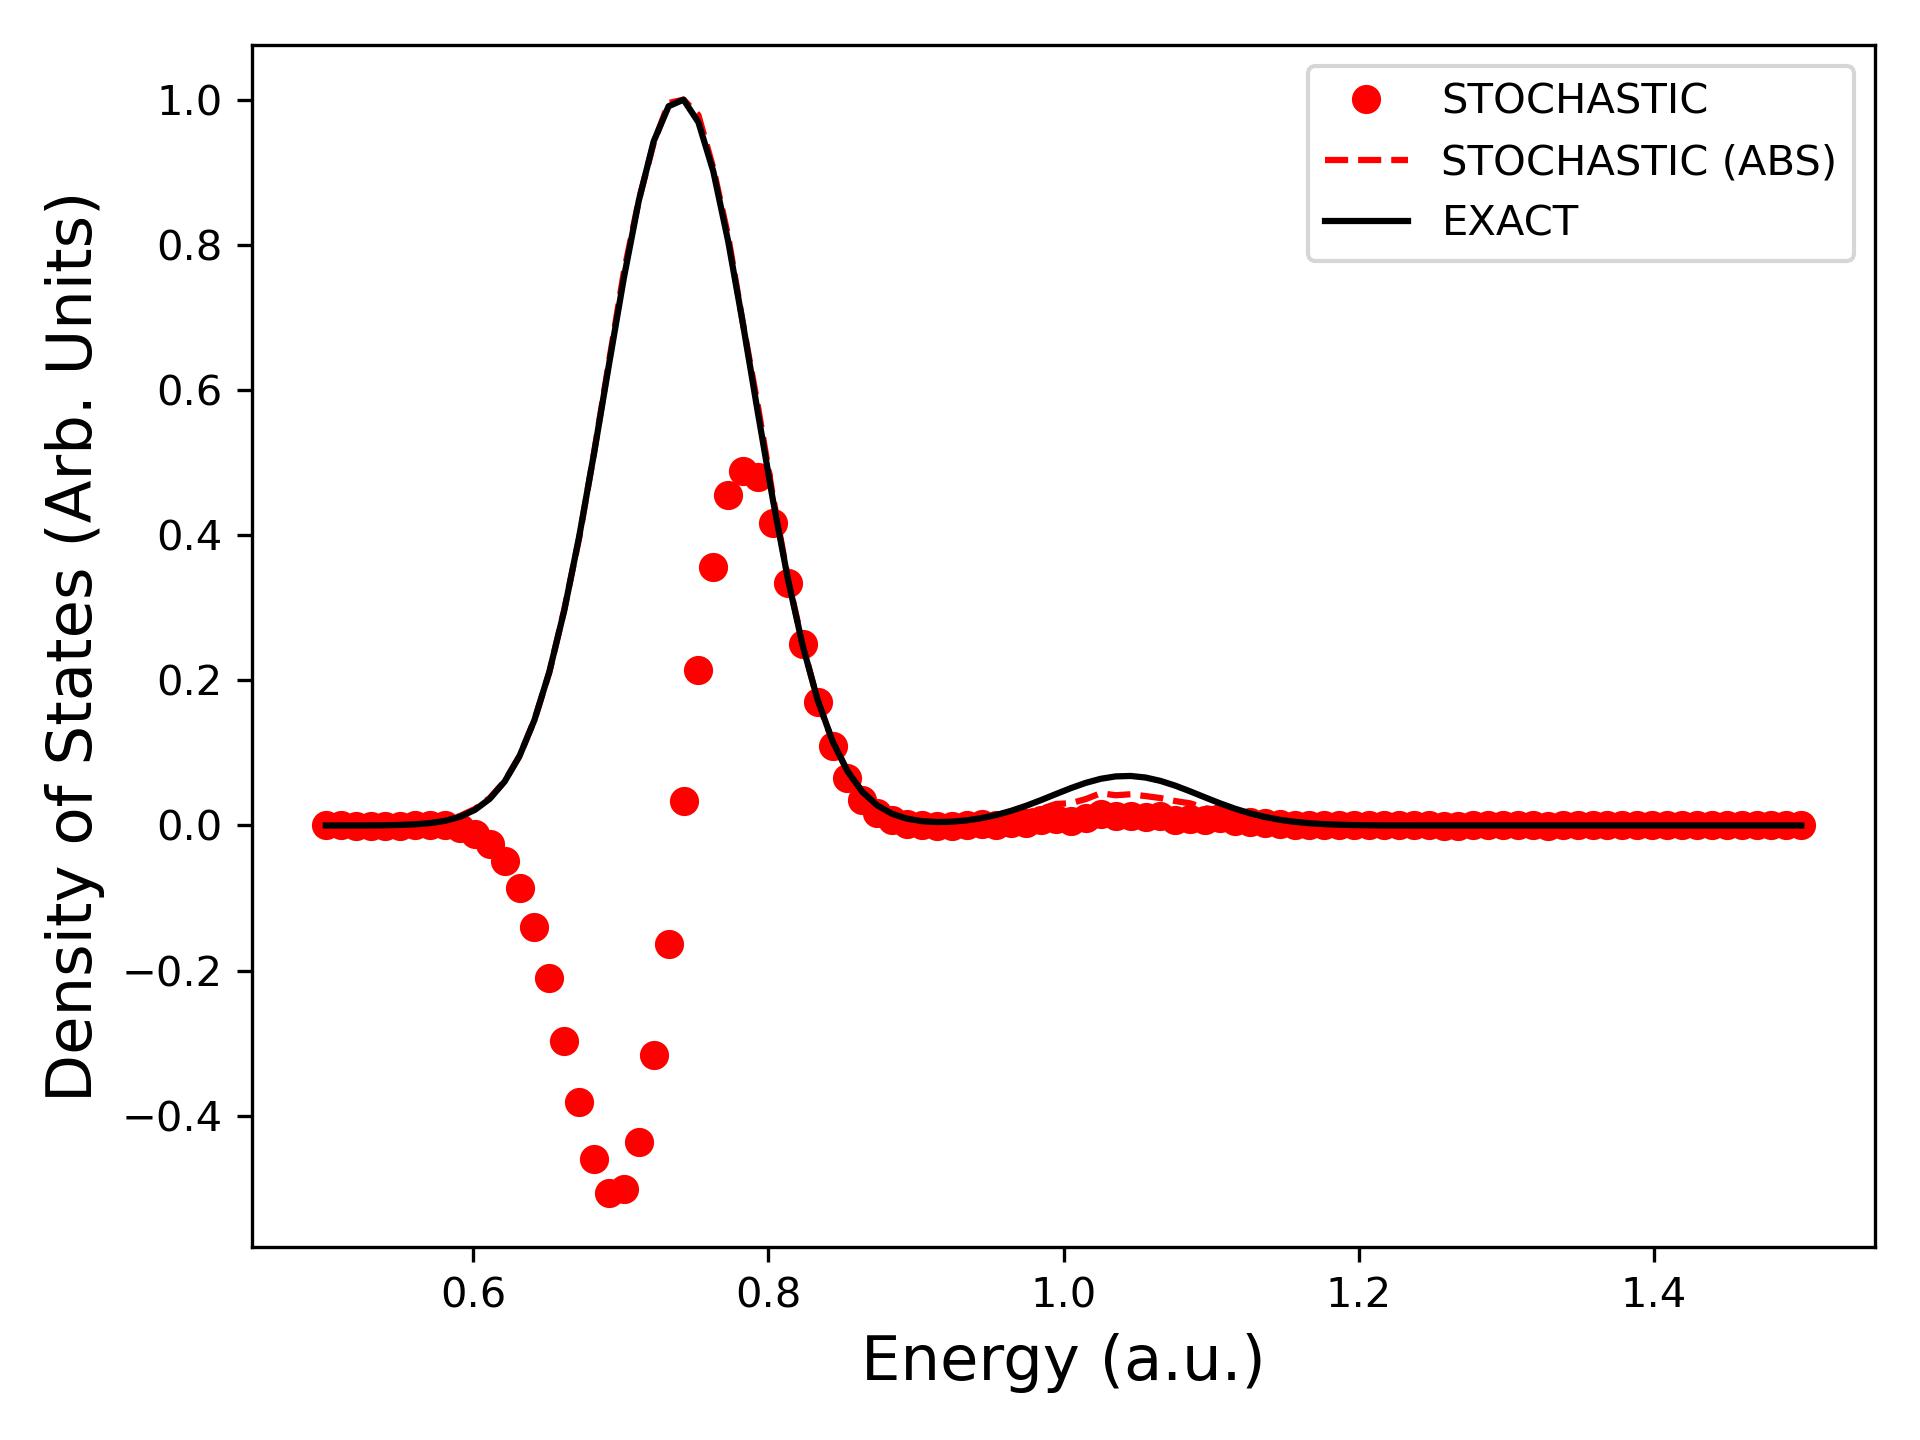 1.0
0.8
0.6
0.4
0.2
0.0
−0.2
−0.4
Density of States (Arb. Units)
STOCHASTIC
STOCHASTIC (ABS)
EXACT
0.6 0.8 1.0 1.2 1.4
Energy (a.u.)